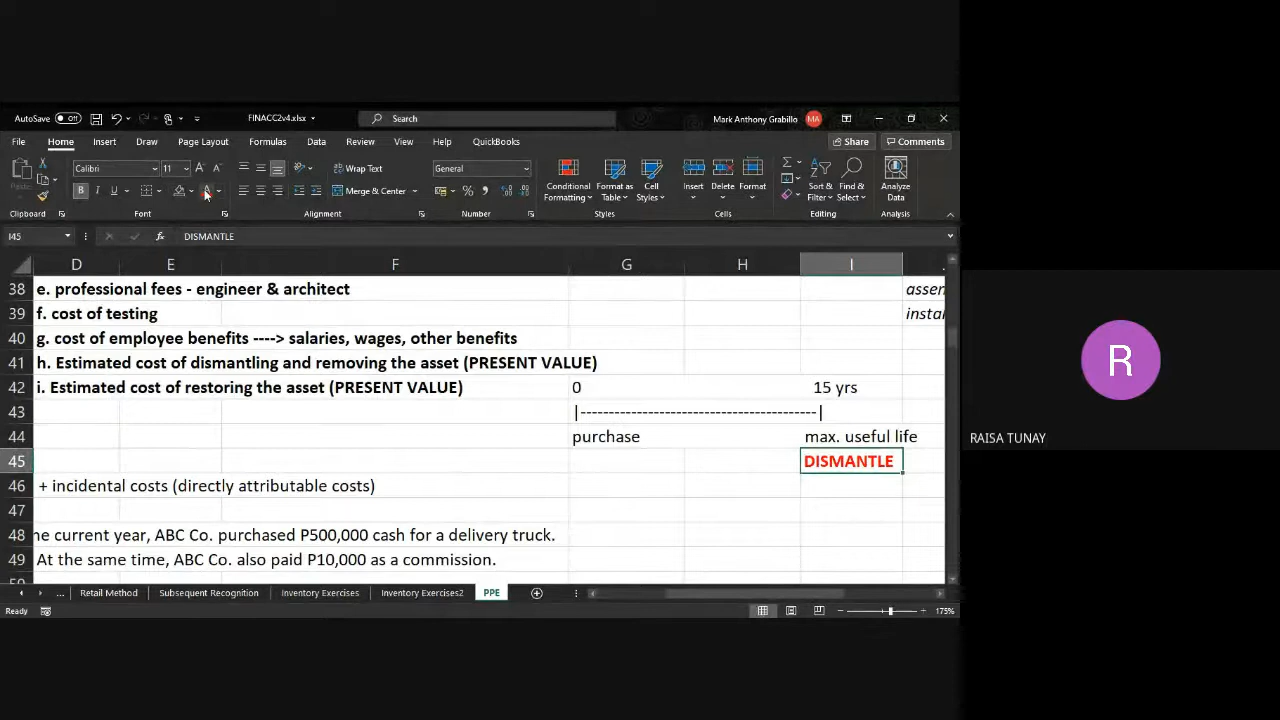 AutoSave Off FINACC2v4.xlsx Search Mark Anthony Grabillo MA
File Home Insert Draw Page Layout Formulas Data Review View Help QuickBooks Share Comments
Calibri 11 A A Wrap Text General
Paste B I U A Merge & Center % Conditional Formatting Format as Table Cell Styles Insert Delete Format Sort & Filter Find & Select Analyze Data
Clipboard Font Alignment Number Styles Cells Editing Analysis
I45 fx DISMANTLE
D E F G H I
38 e. professional fees - engineer & architect assen
39 f. cost of testing instal
40 g. cost of employee benefits ----> salaries, wages, other benefits
41 h. Estimated cost of dismantling and removing the asset (PRESENT VALUE)
42 i. Estimated cost of restoring the asset (PRESENT VALUE) 0 15 yrs
43 |----------------------------------------|
44 purchase max. useful life
45 DISMANTLE
46 + incidental costs (directly attributable costs)
47
48 he current year, ABC Co. purchased P500,000 cash for a delivery truck.
49 At the same time, ABC Co. also paid P10,000 as a commission.
... Retail Method Subsequent Recognition Inventory Exercises Inventory Exercises2 PPE
Ready 175%
R
RAISA TUNAY